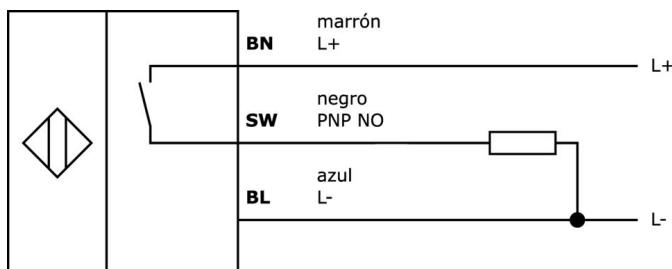 marrón
BN L+
L+
negro
SW PNP NO
azul
BL L-
L-